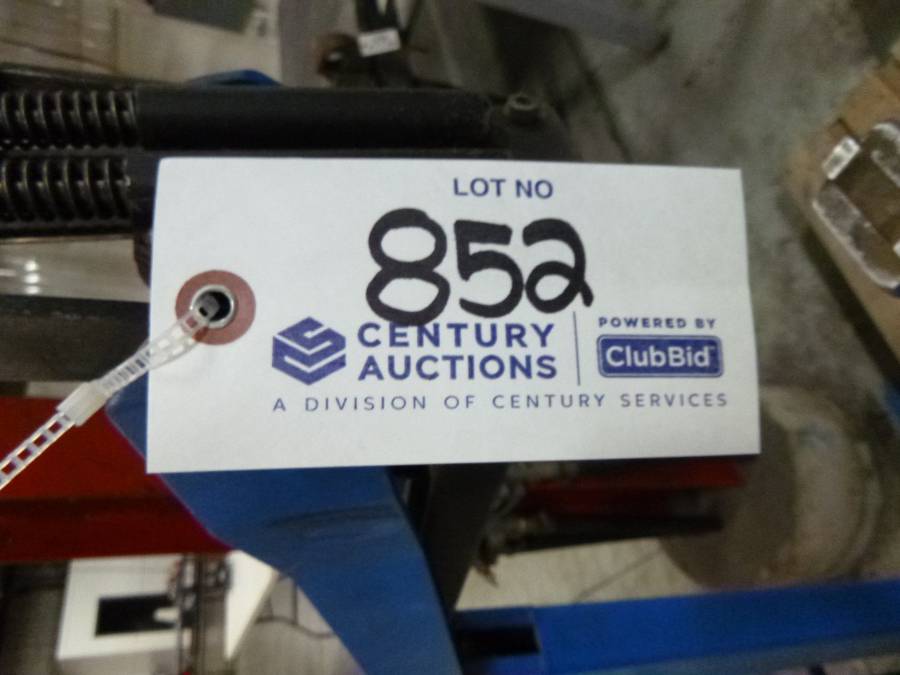 LOT NO
852
CENTURY
AUCTIONS
POWERED BY
ClubBid
A DIVISION OF CENTURY SERVICES